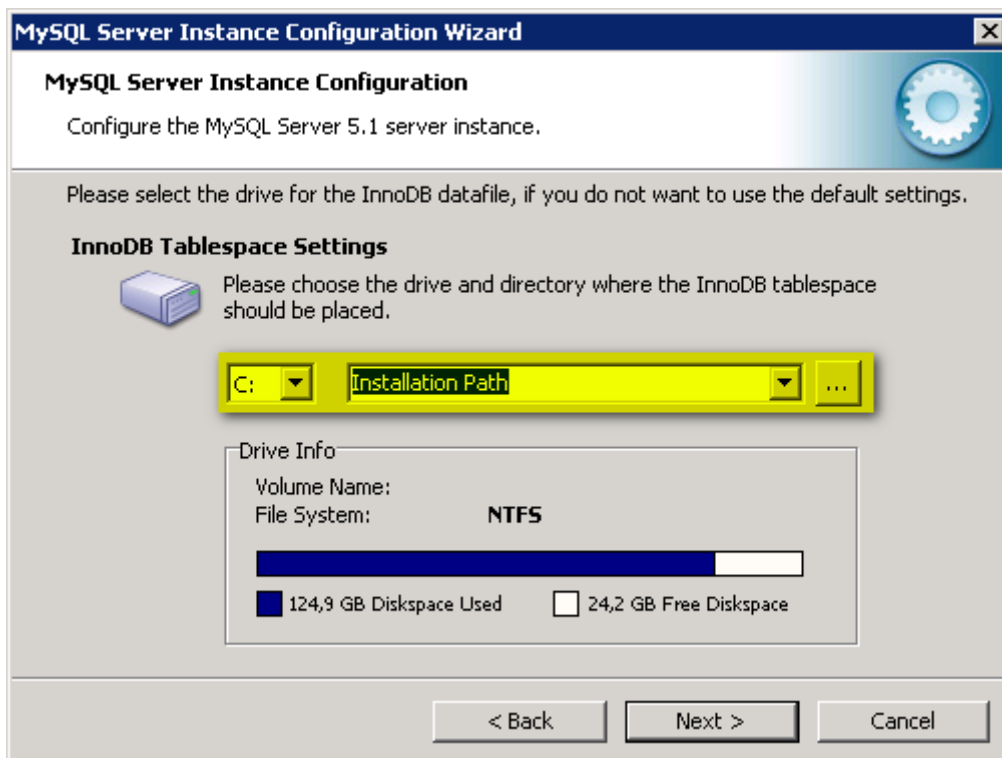 MySQL Server Instance Configuration Wizard
MySQL Server Instance Configuration
Configure the MySQL Server 5.1 server instance.
Please select the drive for the InnoDB datafile, if you do not want to use the default settings.
InnoDB Tablespace Settings
Please choose the drive and directory where the InnoDB tablespace
should be placed.
C: Installation Path ...
Drive Info
Volume Name:
File System: NTFS
124,9 GB Diskspace Used 24,2 GB Free Diskspace
< Back Next > Cancel